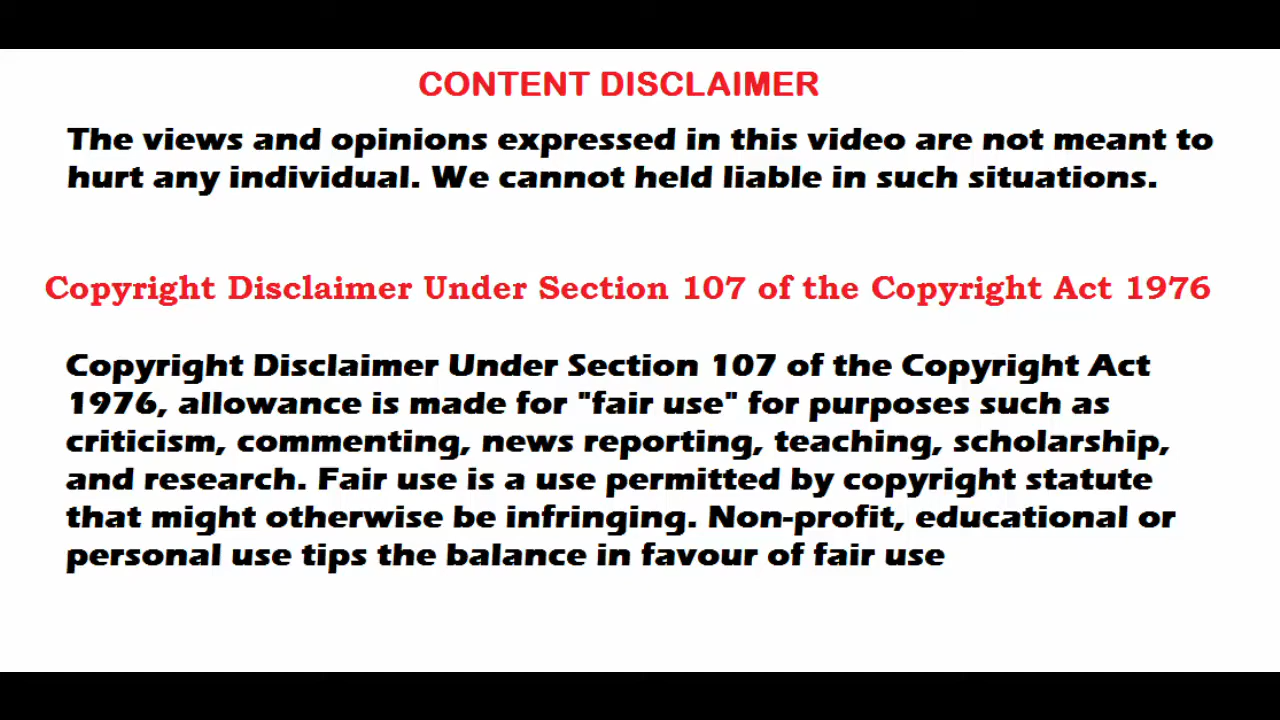 CONTENT DISCLAIMER
The views and opinions expressed in this video are not meant to
hurt any individual. We cannot held liable in such situations.
Copyright Disclaimer Under Section 107 of the Copyright Act 1976
Copyright Disclaimer Under Section 107 of the Copyright Act
1976, allowance is made for "fair use" for purposes such as
criticism, commenting, news reporting, teaching, scholarship,
and research. Fair use is a use permitted by copyright statute
that might otherwise be infringing. Non-profit, educational or
personal use tips the balance in favour of fair use